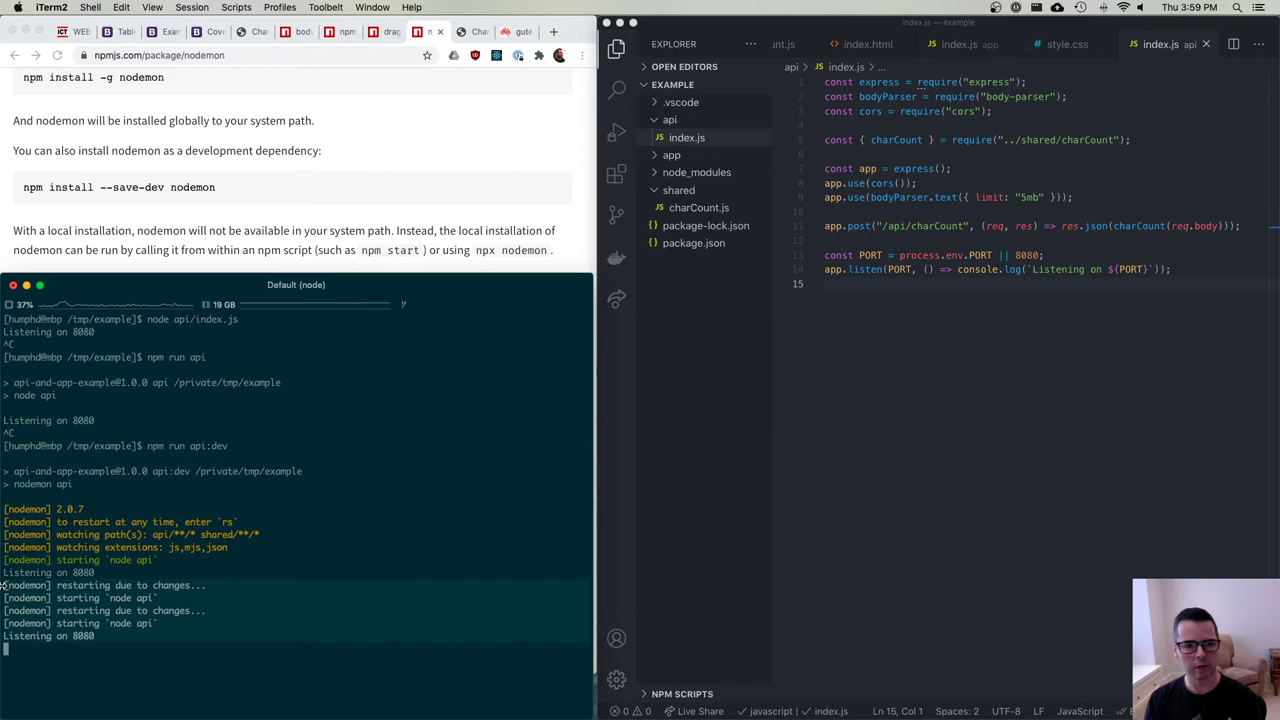 iTerm2 Shell Edit View Session Scripts Profiles Toolbelt Window Help
3:59 PM
ICT WEB Tabl Exan Cov Cha bod npm drag n Cha gute
npmjs.com/package/nodemon
npm install -g nodemon
And nodemon will be installed globally to your system path.
You can also install nodemon as a development dependency:
npm install --save-dev nodemon
With a local installation, nodemon will not be available in your system path. Instead, the local installation of
nodemon can be run by calling it from within an npm script (such as npm start ) or using npx nodemon .
Default (node)
37% 19 GB
[humphd@mbp /tmp/example]$ node api/index.js
Listening on 8080
^C
[humphd@mbp /tmp/example]$ npm run api
> api-and-app-example@1.0.0 api /private/tmp/example
> node api
Listening on 8080
^C
[humphd@mbp /tmp/example]$ npm run api:dev
> api-and-app-example@1.0.0 api:dev /private/tmp/example
> nodemon api
[nodemon] 2.0.7
[nodemon] to restart at any time, enter `rs`
[nodemon] watching path(s): api/**/* shared/**/*
[nodemon] watching extensions: js,mjs,json
[nodemon] starting `node api`
Listening on 8080
[nodemon] restarting due to changes...
[nodemon] starting `node api`
[nodemon] restarting due to changes...
[nodemon] starting `node api`
Listening on 8080
index.js — example
EXPLORER
OPEN EDITORS
EXAMPLE
.vscode
api
index.js
app
node_modules
shared
charCount.js
package-lock.json
package.json
NPM SCRIPTS
unt.js index.html index.js app style.css index.js api
api > index.js > ...
1 const express = require("express");
2 const bodyParser = require("body-parser");
3 const cors = require("cors");
4
5 const { charCount } = require("../shared/charCount");
6
7 const app = express();
8 app.use(cors());
9 app.use(bodyParser.text({ limit: "5mb" }));
10
11 app.post("/api/charCount", (req, res) => res.json(charCount(req.body)));
12
13 const PORT = process.env.PORT || 8080;
14 app.listen(PORT, () => console.log(`Listening on ${PORT}`));
15
0 0 Live Share javascript index.js Ln 15, Col 1 Spaces: 2 UTF-8 LF JavaScript